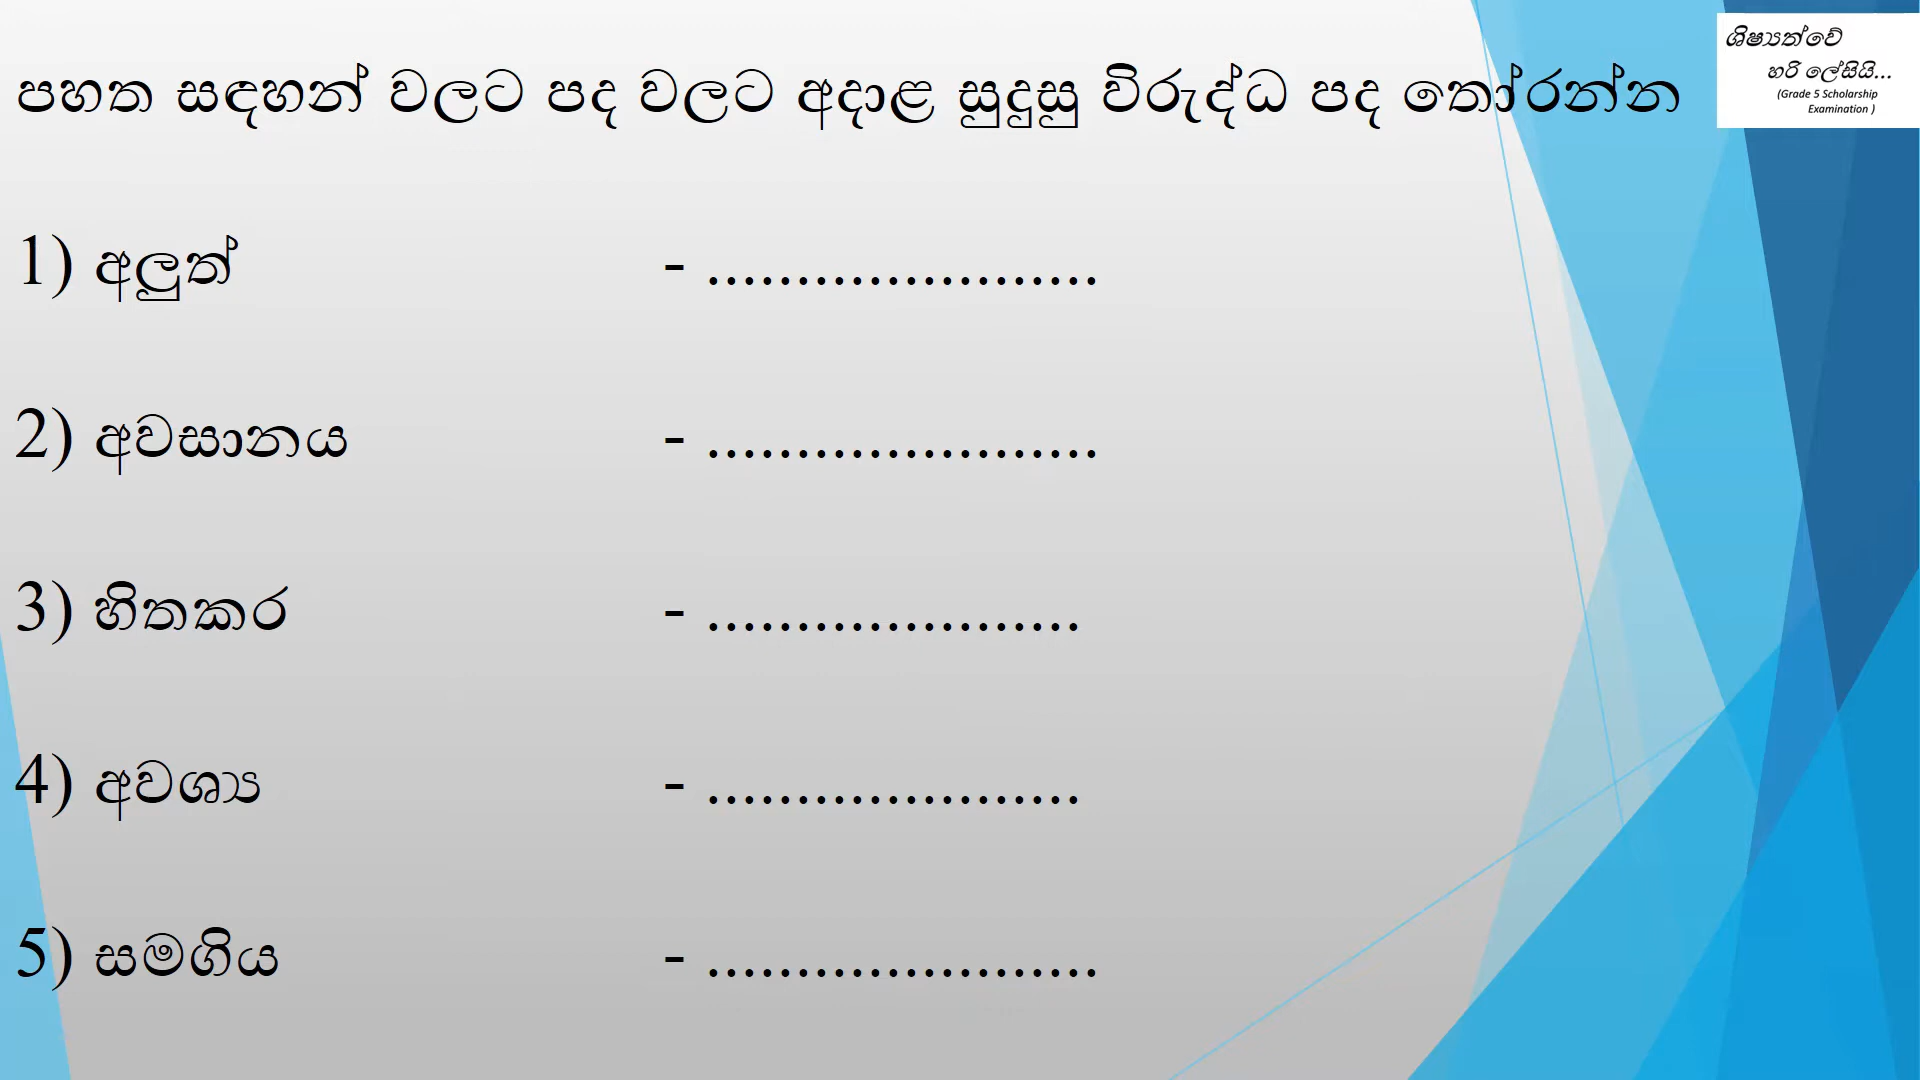 පහත සඳහන් වලට පද වලට අදාළ සුදුසු විරුද්ධ පද තෝරන්න
ශිෂ්‍යත්වේ
හරි ලේසියි...
(Grade 5 Scholarship
Examination )
1) අලුත් - ......................
2) අවසානය - ......................
3) හිතකර - .....................
4) අවශ්‍ය - .....................
5) සමගිය - ......................